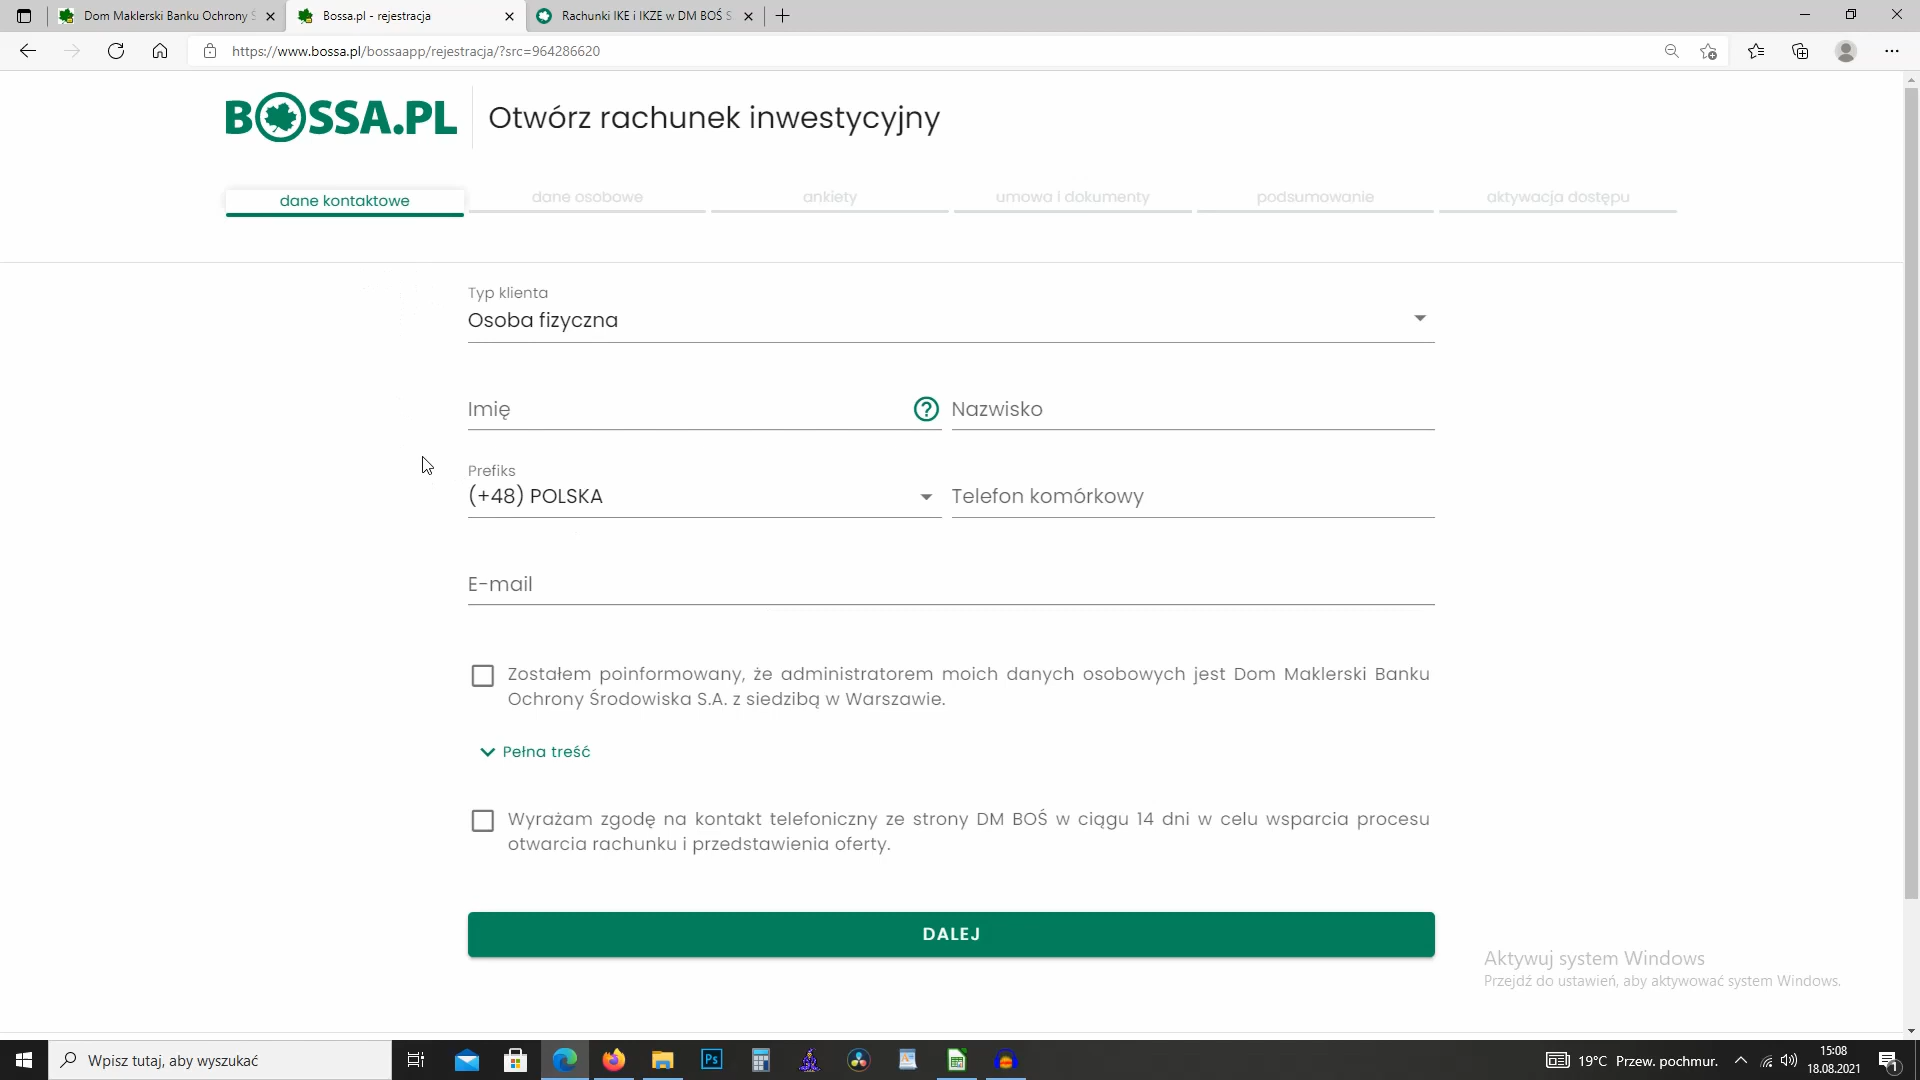 Dom Maklerski Banku Ochrony Ś
Bossa.pl - rejestracja
Rachunki IKE i IKZE w DM BOŚ S
https://www.bossa.pl/bossaapp/rejestracja/?src=964286620
BOSSA.PL
Otwórz rachunek inwestycyjny
dane kontaktowe
dane osobowe
ankiety
umowa i dokumenty
podsumowanie
aktywacja dostępu
Typ klienta
Osoba fizyczna
Imię
?
Nazwisko
Prefiks
(+48) POLSKA
Telefon komórkowy
E-mail
Zostałem poinformowany, że administratorem moich danych osobowych jest Dom Maklerski Banku
Ochrony Środowiska S.A. z siedzibą w Warszawie.
Pełna treść
Wyrażam zgodę na kontakt telefoniczny ze strony DM BOŚ w ciągu 14 dni w celu wsparcia procesu
otwarcia rachunku i przedstawienia oferty.
DALEJ
Aktywuj system Windows
Przejdź do ustawień, aby aktywować system Windows.
Wpisz tutaj, aby wyszukać
Ps
19°C Przew. pochmur.
15:08
18.08.2021
1